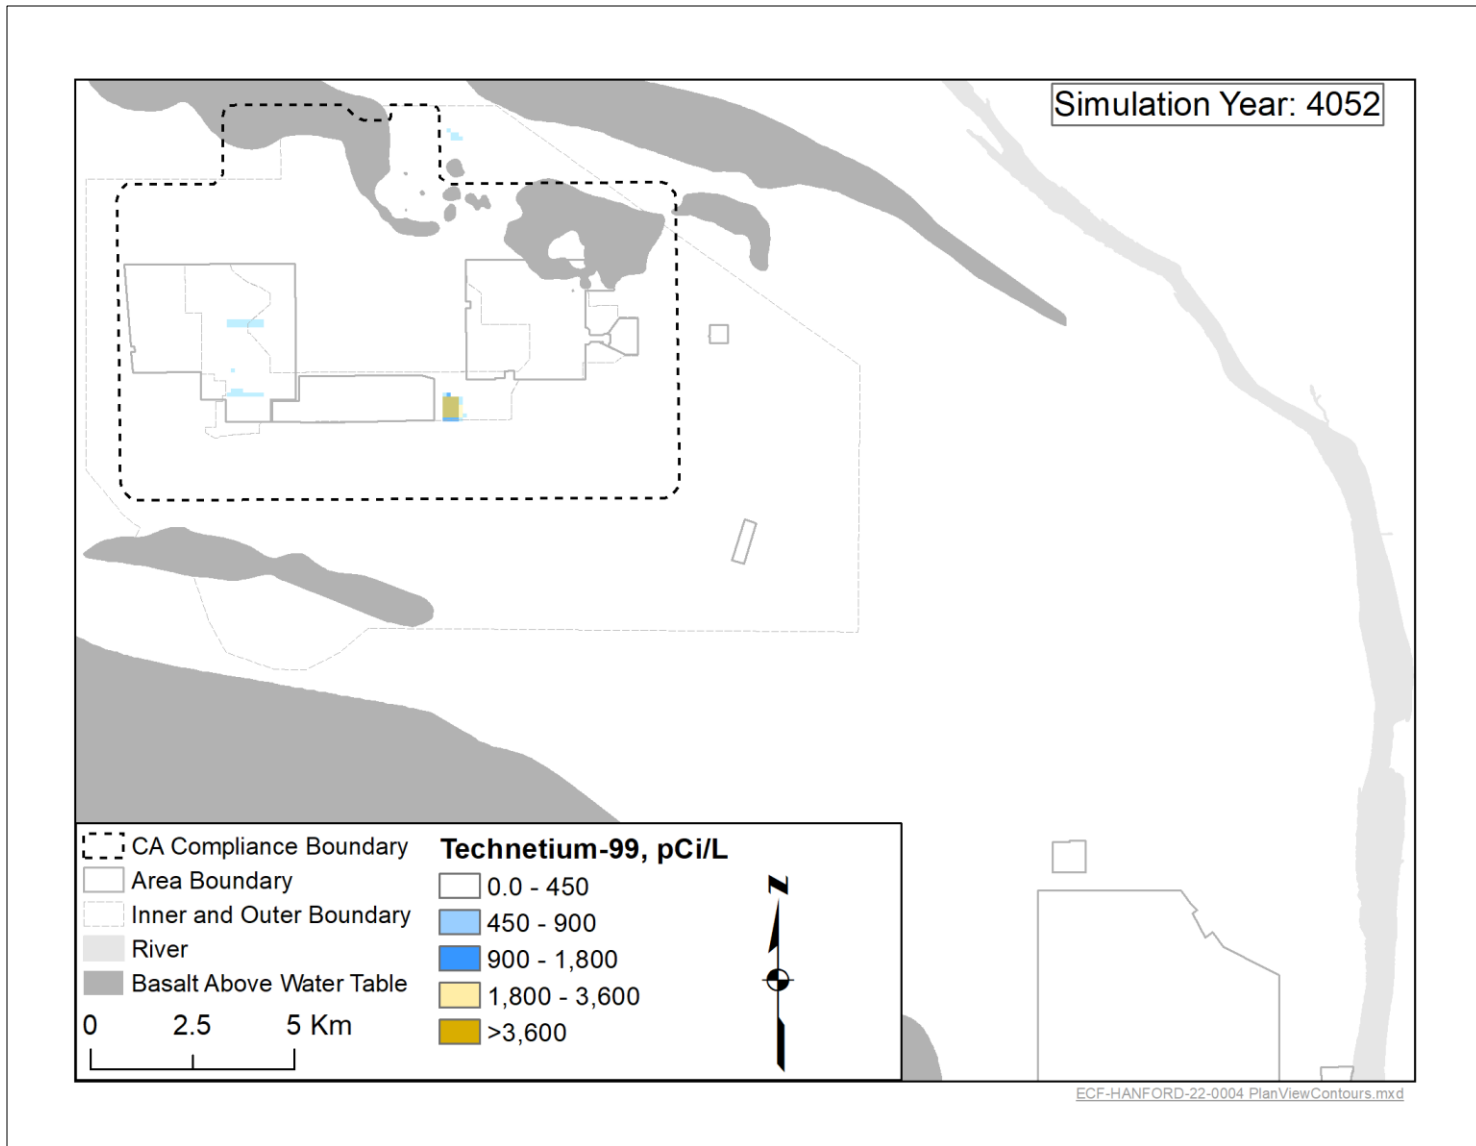 Simulation Year: 4052
CA Compliance Boundary
Area Boundary
Inner and Outer Boundary
River
Basalt Above Water Table
0 2.5 5 Km
Technetium-99, pCi/L
0.0 - 450
450 - 900
900 - 1,800
1,800 - 3,600
>3,600
N
ECF-HANFORD-22-0004 PlanViewContours.mxd